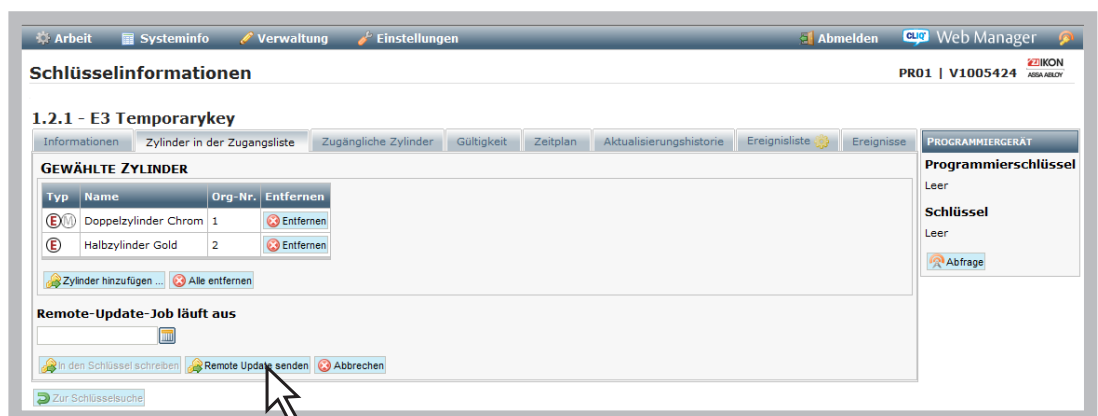 Arbeit Systeminfo Verwaltung Einstellungen Abmelden CLIQ Web Manager
Schlüsselinformationen PR01 | V1005424 IKON
ASSA ABLOY
1.2.1 - E3 Temporarykey
Informationen Zylinder in der Zugangsliste Zugängliche Zylinder Gültigkeit Zeitplan Aktualisierungshistorie Ereignisliste Ereignisse
GEWÄHLTE ZYLINDER
Typ Name Org-Nr. Entfernen
E M Doppelzylinder Chrom 1 Entfernen
E Halbzylinder Gold 2 Entfernen
Zylinder hinzufügen ... Alle entfernen
Remote-Update-Job läuft aus
In den Schlüssel schreiben Remote Update senden Abbrechen
Zur Schlüsselsuche
PROGRAMMIERGERÄT
Programmierschlüssel
Leer
Schlüssel
Leer
Abfrage